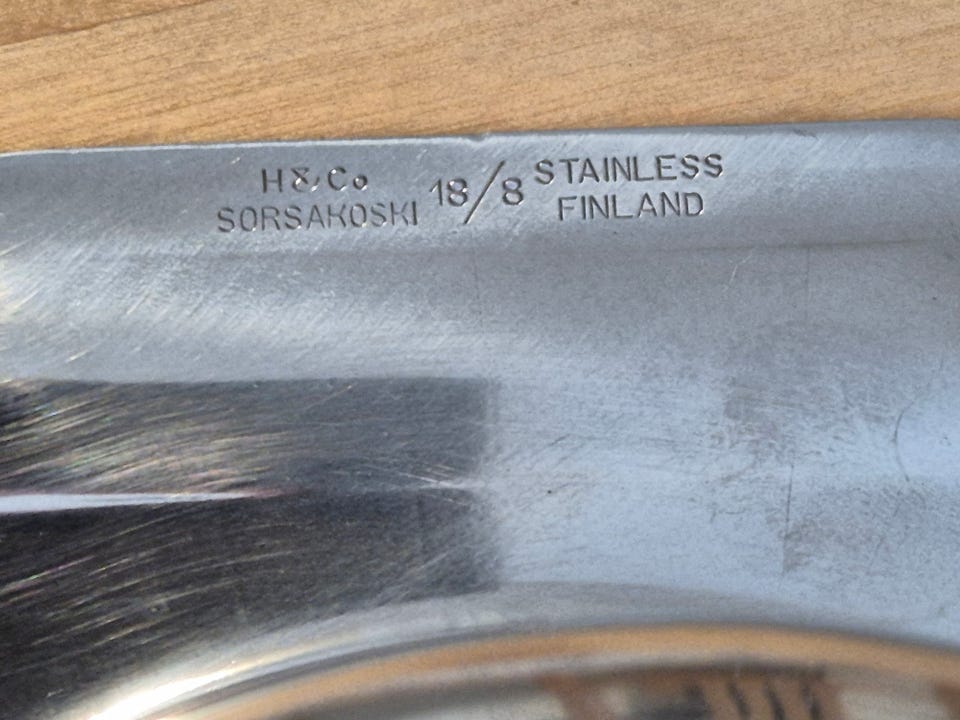 H & Co
SORSAKOSKI
18/8
STAINLESS
FINLAND